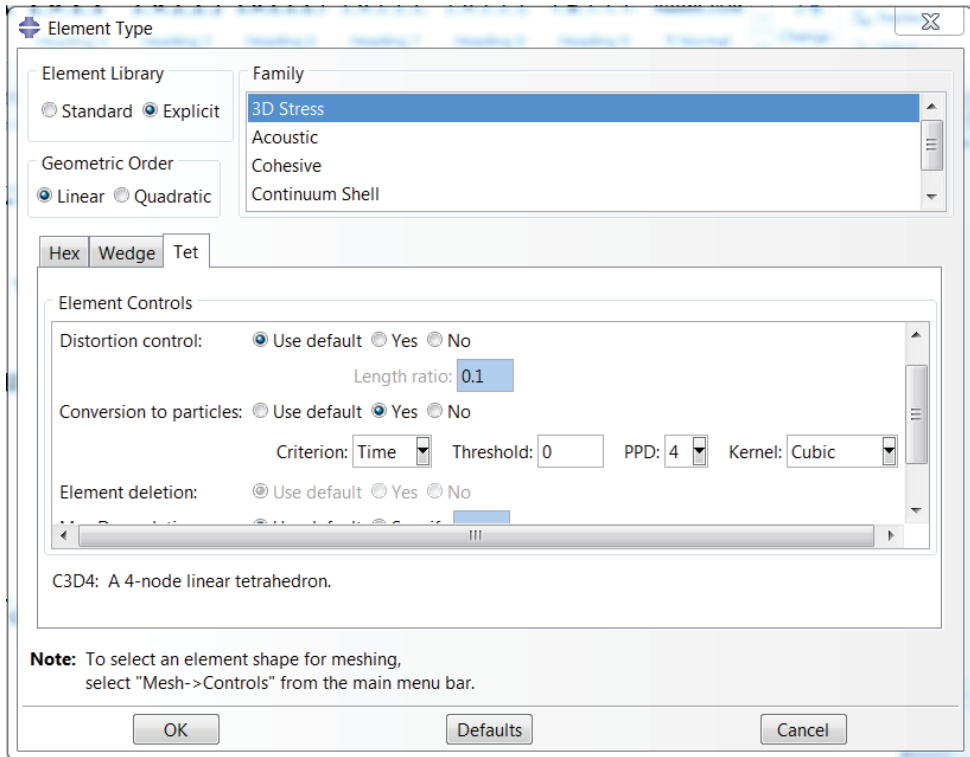 Element Type
Element Library
Standard Explicit
Family
3D Stress
Acoustic
Cohesive
Continuum Shell
Geometric Order
Linear Quadratic
Hex Wedge Tet
Element Controls
Distortion control: Use default Yes No
Length ratio: 0.1
Conversion to particles: Use default Yes No
Criterion: Time Threshold: 0 PPD: 4 Kernel: Cubic
Element deletion: Use default Yes No
C3D4: A 4-node linear tetrahedron.
Note: To select an element shape for meshing,
select "Mesh->Controls" from the main menu bar.
OK Defaults Cancel